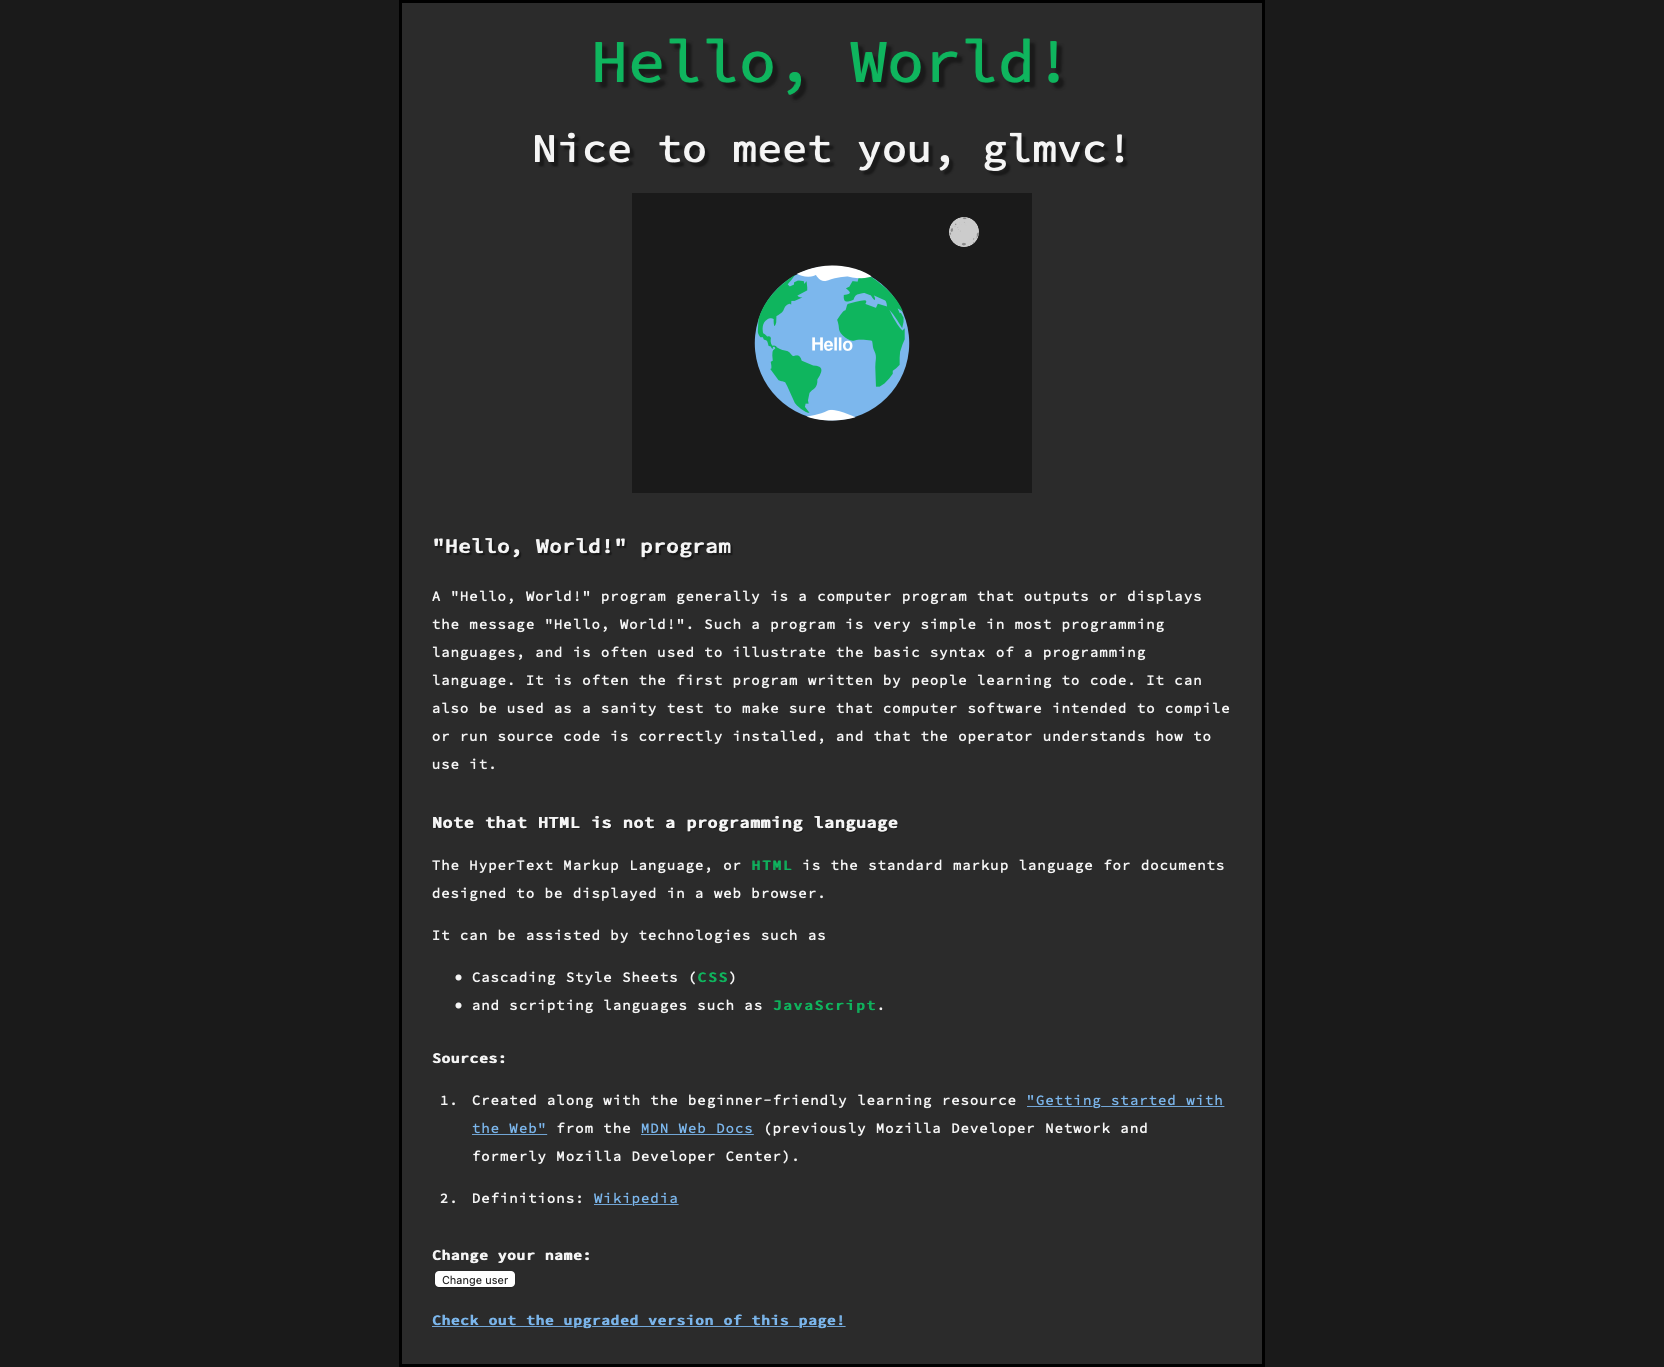 Hello, World!
Nice to meet you, glmvc!
Hello
"Hello, World!" program
A "Hello, World!" program generally is a computer program that outputs or displays
the message "Hello, World!". Such a program is very simple in most programming
languages, and is often used to illustrate the basic syntax of a programming
language. It is often the first program written by people learning to code. It can
also be used as a sanity test to make sure that computer software intended to compile
or run source code is correctly installed, and that the operator understands how to
use it.
Note that HTML is not a programming language
The HyperText Markup Language, or HTML is the standard markup language for documents
designed to be displayed in a web browser.
It can be assisted by technologies such as
• Cascading Style Sheets (CSS)
• and scripting languages such as JavaScript.
Sources:
1. Created along with the beginner-friendly learning resource "Getting started with
the Web" from the MDN Web Docs (previously Mozilla Developer Network and
formerly Mozilla Developer Center).
2. Definitions: Wikipedia
Change your name:
Change user
Check out the upgraded version of this page!